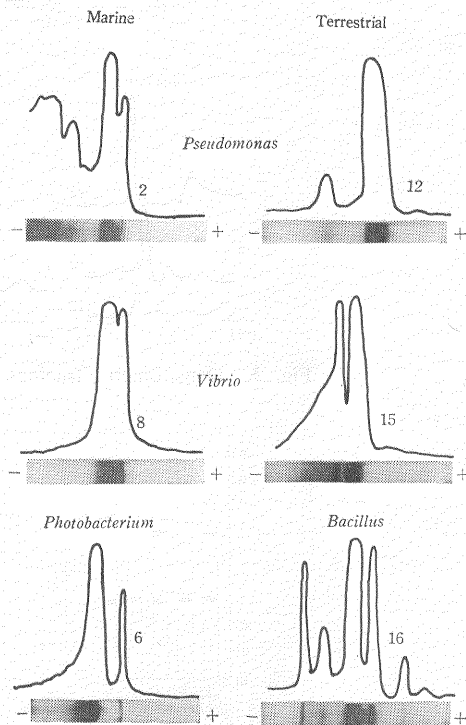 Marine Terrestrial
Pseudomonas
2 12
- + - +
Vibrio
8 15
- + - +
Photobacterium Bacillus
6 16
- + - +